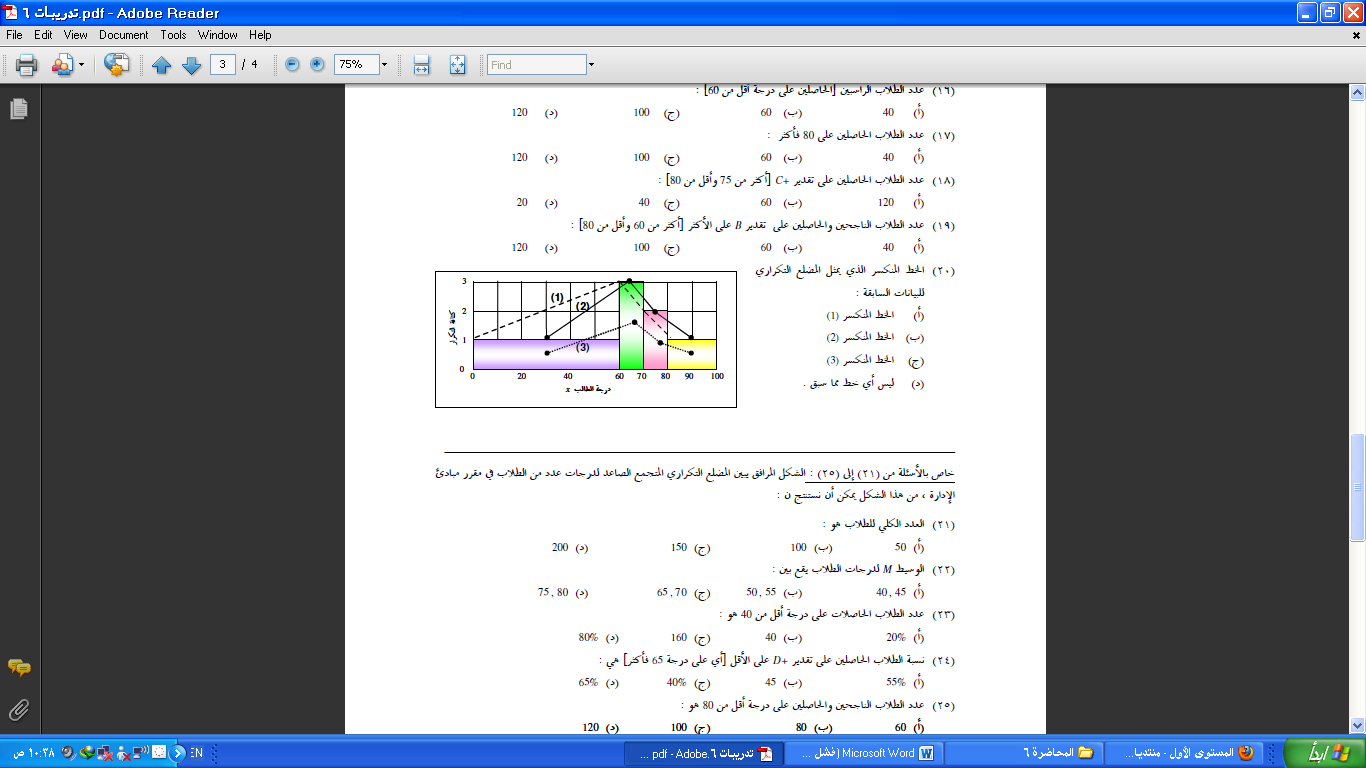 تدريبات ٦.pdf - Adobe Reader
File Edit View Document Tools Window Help
3 / 4 75% Find
(١٦) عدد الطلاب الراسبين [الحاصلين على درجة أقل من 60] :
(أ) 40 (ب) 60 (ج) 100 (د) 120
(١٧) عدد الطلاب الحاصلين على 80 فأكثر :
(أ) 40 (ب) 60 (ج) 100 (د) 120
(١٨) عدد الطلاب الحاصلين على تقدير C+ [أكثر من 75 وأقل من 80] :
(أ) 120 (ب) 60 (ج) 40 (د) 20
(١٩) عدد الطلاب الناجحين والحاصلين على تقدير B على الأكثر [أكثر من 60 وأقل من 80] :
(أ) 40 (ب) 60 (ج) 100 (د) 120
(٢٠) الخط المنكسر الذي يمثل المضلع التكراري
للبيانات السابقة :
(أ) الخط المنكسر (1)
(ب) الخط المنكسر (2)
(ج) الخط المنكسر (3)
(د) ليس أي خط مما سبق .
3
2
1
0
(1)
(2)
(3)
0 20 40 60 70 80 90 100
درجة الطالب x
كثافة التكرار
خاص بالأسئلة من (٢١) إلى (٢٥) : الشكل المرافق يبين المضلع التكراري المتجمع الصاعد لدرجات عدد من الطلاب في مقرر مبادئ
الإدارة ، من هذا الشكل يمكن أن نستنتج ن :
(٢١) العدد الكلي للطلاب هو :
(أ) 50 (ب) 100 (ج) 150 (د) 200
(٢٢) الوسيط M لدرجات الطلاب يقع بين :
(أ) 40 , 45 (ب) 50 , 55 (ج) 65 , 70 (د) 75 , 80
(٢٣) عدد الطلاب الحاصلات على درجة أقل من 40 هو :
(أ) 20% (ب) 40 (ج) 160 (د) 80%
(٢٤) نسبة الطلاب الحاصلين على تقدير D+ على الأقل [أي على درجة 65 فأكثر] هي :
(أ) 55% (ب) 45 (ج) 40% (د) 65%
(٢٥) عدد الطلاب الناجحين والحاصلين على درجة أقل من 80 هو :
(أ) 60 (ب) 80 (ج) 100 (د) 120
ابدأ
المستوى الأول - منتديا...
المحاضرة ٦
Microsoft Word (فشل ...
تدريبات ٦.pdf - Adobe ...
EN
١٠:٣٨ ص